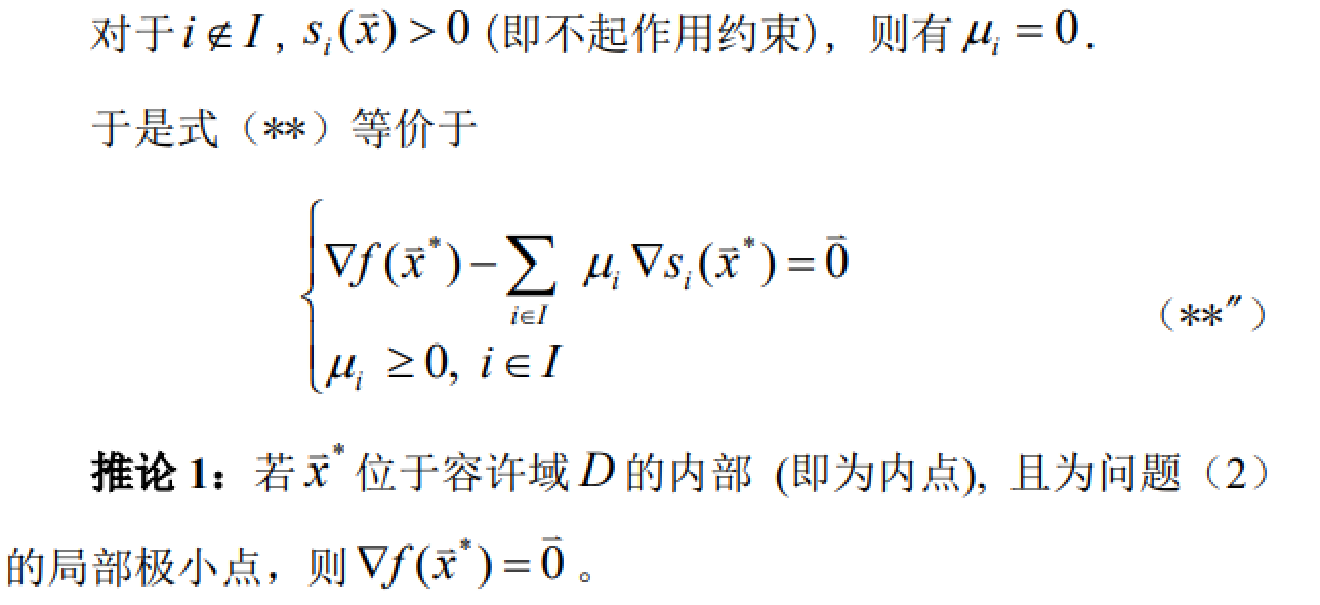 对于 i ∉ I , s_i(x̄) > 0 (即不起作用约束)， 则有 μ_i = 0 .
于是式（**）等价于
{ ∇f(x̄*) − ∑_{i∈I} μ_i ∇s_i(x̄*) = 0̄
μ_i ≥ 0, i ∈ I （**″）
推论 1：若 x̄* 位于容许域 D 的内部 (即为内点), 且为问题（2）
的局部极小点，则 ∇f(x̄*) = 0̄ 。